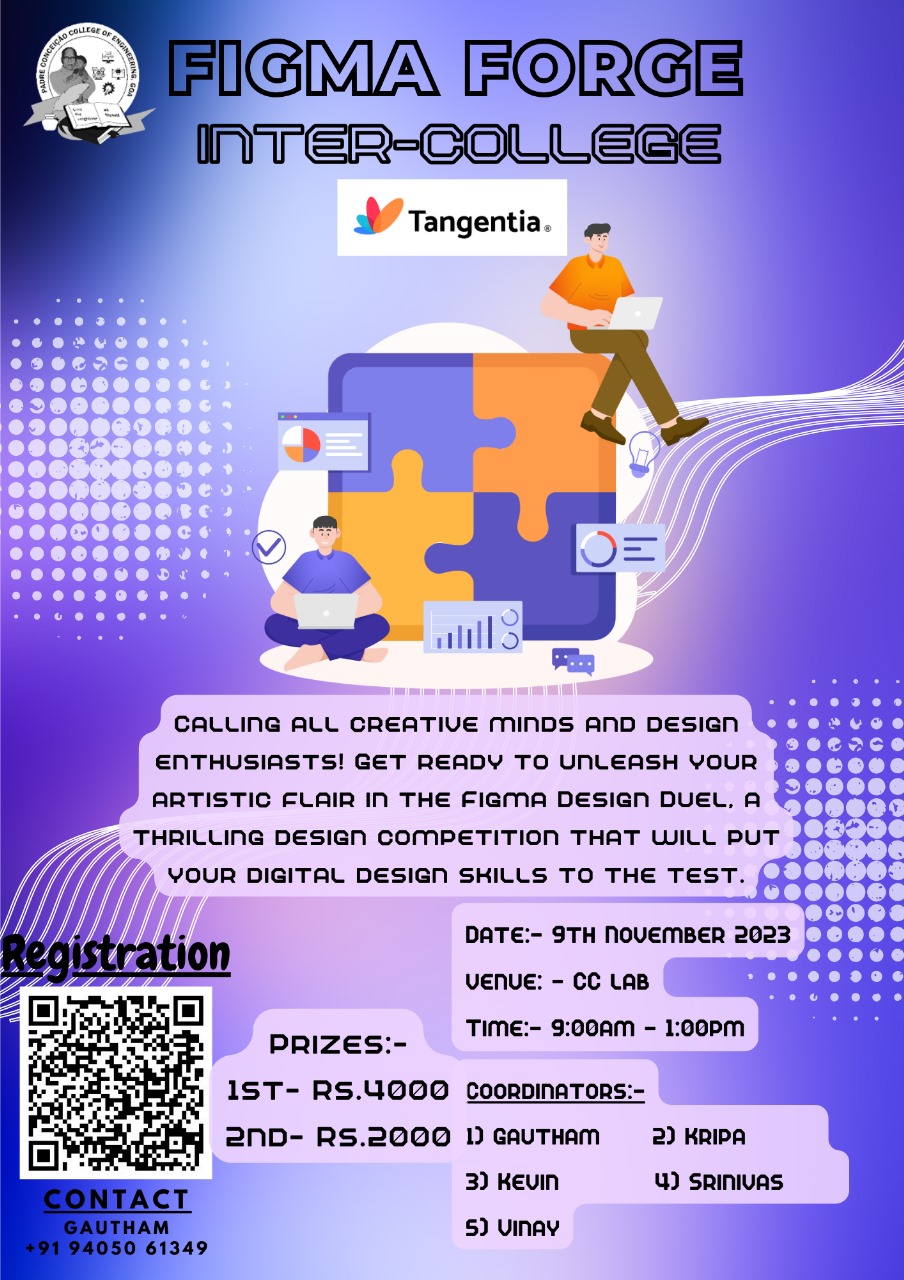 PADRE CONCEIÇÃO COLLEGE OF ENGINEERING, GOA
FIGMA FORGE
INTER-COLLEGE
Tangentia®
Calling all creative minds and design
enthusiasts! Get ready to unleash your
artistic flair in the Figma Design Duel, a
thrilling design competition that will put
your digital design skills to the test.
Date:- 9th November 2023
Venue: - CC Lab
Time:- 9:00am - 1:00pm
Registration
Prizes:-
1st- Rs.4000
2nd- Rs.2000
Coordinators:-
1) Gautham 2) Kripa
3) Kevin 4) Srinivas
5) Vinay
CONTACT
GAUTHAM
+91 94050 61349